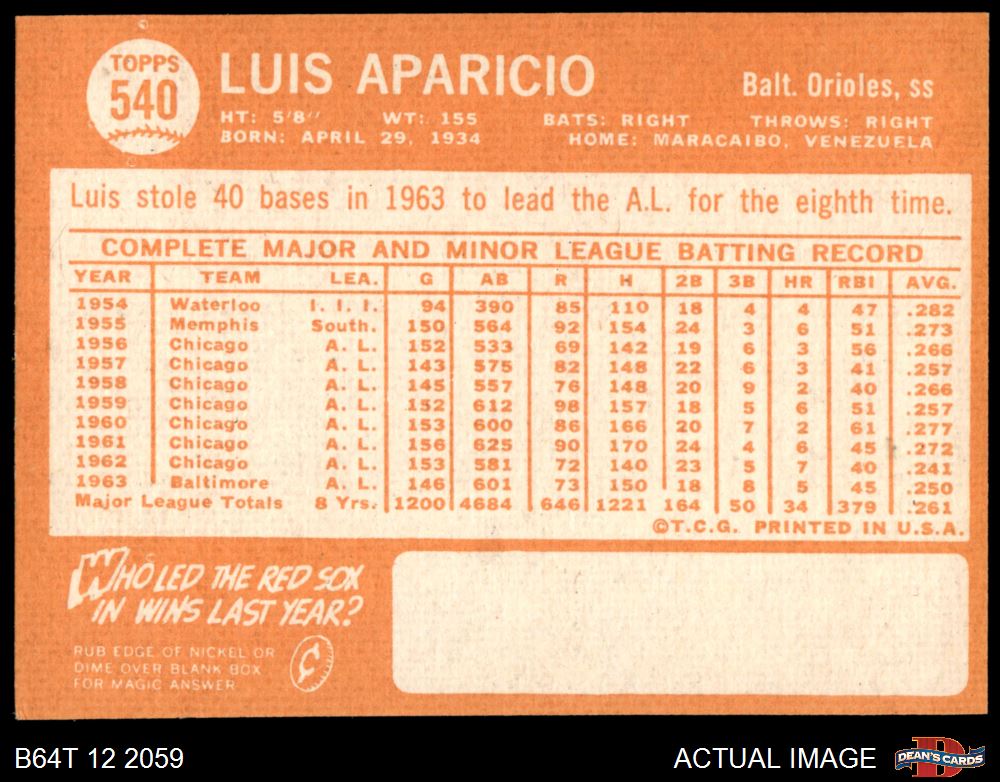 TOPPS
540
LUIS APARICIO
Balt. Orioles, ss
HT: 5'8'' WT: 155 BATS: RIGHT THROWS: RIGHT
BORN: APRIL 29, 1934 HOME: MARACAIBO, VENEZUELA
Luis stole 40 bases in 1963 to lead the A.L. for the eighth time.
COMPLETE MAJOR AND MINOR LEAGUE BATTING RECORD
YEAR TEAM LEA. G AB R H 2B 3B HR RBI AVG.
1954 Waterloo I. I. I. 94 390 85 110 18 4 4 47 .282
1955 Memphis South. 150 564 92 154 24 3 6 51 .273
1956 Chicago A. L. 152 533 69 142 19 6 3 56 .266
1957 Chicago A. L. 143 575 82 148 22 6 3 41 .257
1958 Chicago A. L. 145 557 76 148 20 9 2 40 .266
1959 Chicago A. L. 152 612 98 157 18 5 6 51 .257
1960 Chicago A. L. 153 600 86 166 20 7 2 61 .277
1961 Chicago A. L. 156 625 90 170 24 4 6 45 .272
1962 Chicago A. L. 153 581 72 140 23 5 7 40 .241
1963 Baltimore A. L. 146 601 73 150 18 8 5 45 .250
Major League Totals 8 Yrs. 1200 4684 646 1221 164 50 34 379 .261
©T.C.G. PRINTED IN U.S.A.
WHO LED THE RED SOX
IN WINS LAST YEAR?
RUB EDGE OF NICKEL OR
DIME OVER BLANK BOX
FOR MAGIC ANSWER
¢
B64T 12 2059
ACTUAL IMAGE
D
DEAN'S CARDS